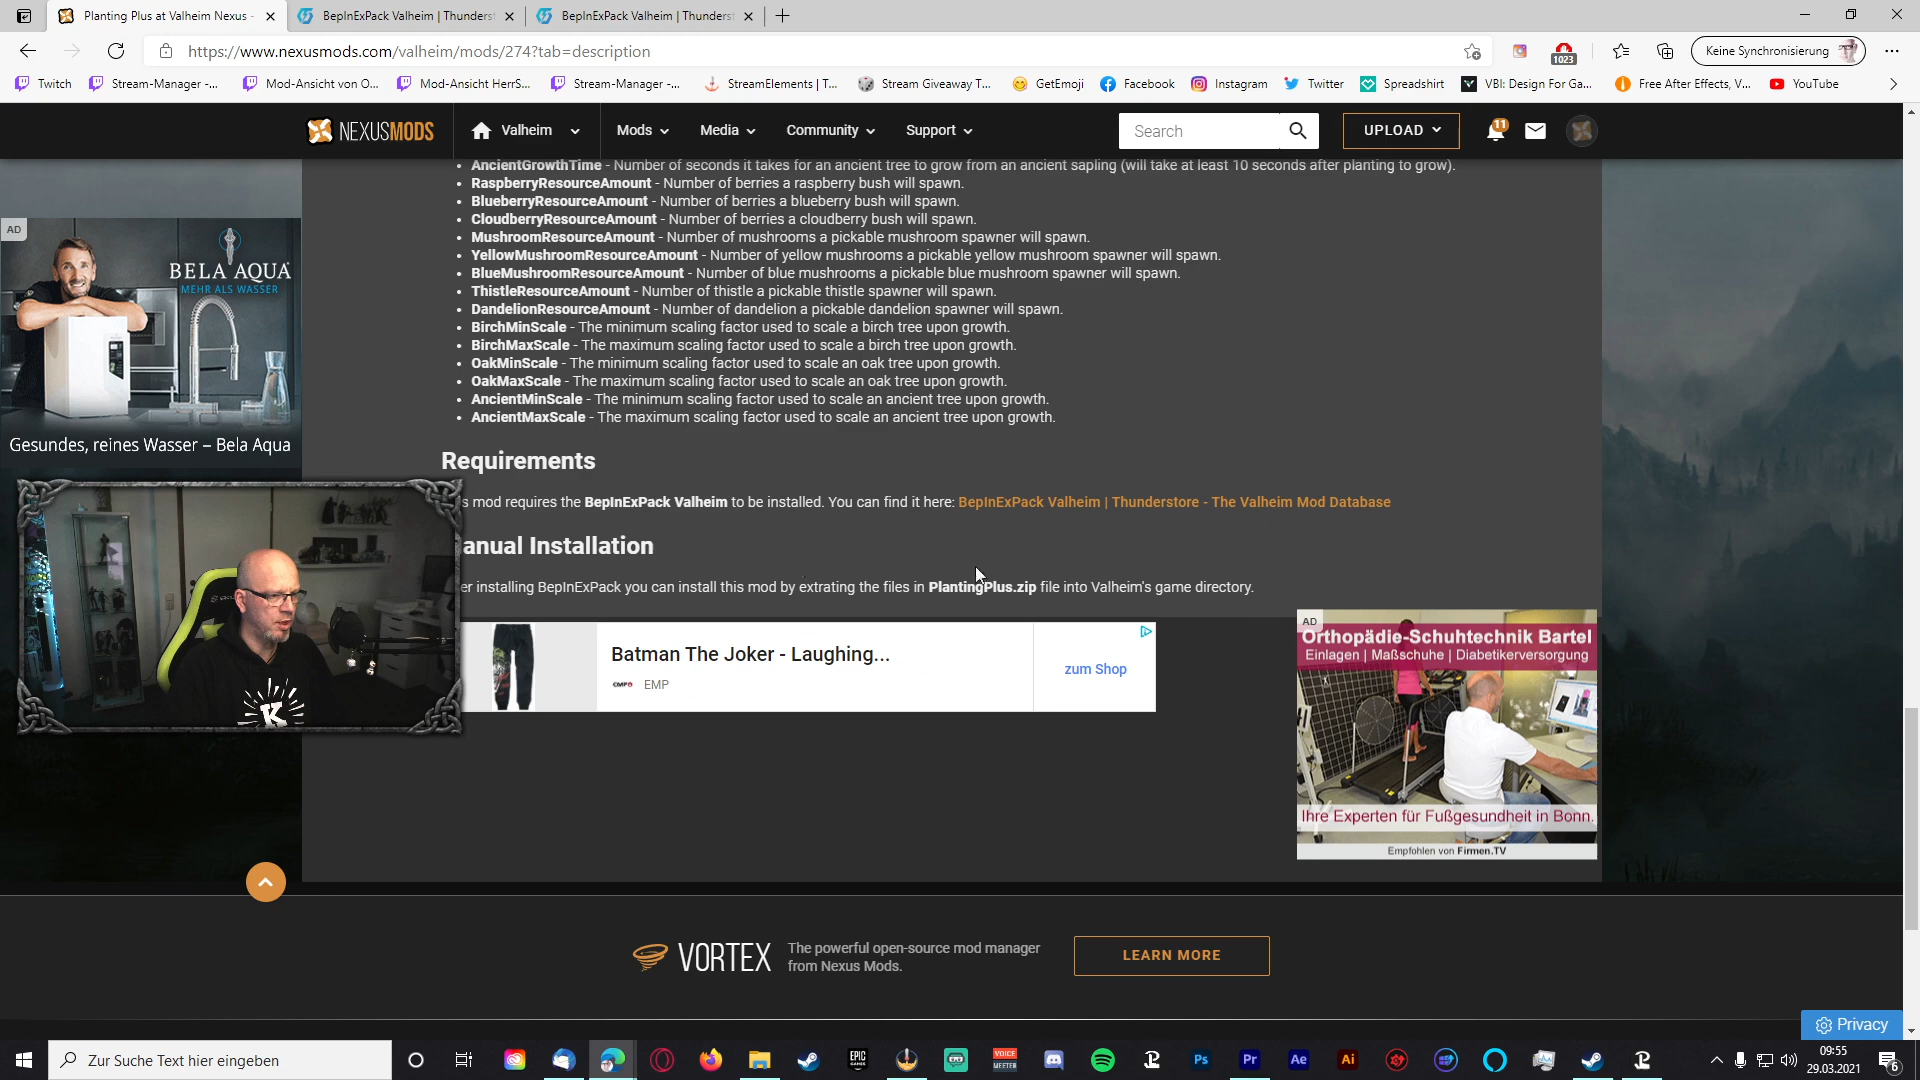 Planting Plus at Valheim Nexus -
BepInExPack Valheim | Thunderst
BepInExPack Valheim | Thunderst
https://www.nexusmods.com/valheim/mods/274?tab=description
1023
Keine Synchronisierung
Twitch
Stream-Manager -...
Mod-Ansicht von O...
Mod-Ansicht HerrS...
Stream-Manager -...
StreamElements | T...
Stream Giveaway T...
GetEmoji
Facebook
Instagram
Twitter
Spreadshirt
VBI: Design For Ga...
Free After Effects, V...
YouTube
NEXUSMODS
Valheim
Mods
Media
Community
Support
Search
UPLOAD
11
AncientGrowthTime - Number of seconds it takes for an ancient tree to grow from an ancient sapling (will take at least 10 seconds after planting to grow).
RaspberryResourceAmount - Number of berries a raspberry bush will spawn.
BlueberryResourceAmount - Number of berries a blueberry bush will spawn.
CloudberryResourceAmount - Number of berries a cloudberry bush will spawn.
MushroomResourceAmount - Number of mushrooms a pickable mushroom spawner will spawn.
YellowMushroomResourceAmount - Number of yellow mushrooms a pickable yellow mushroom spawner will spawn.
BlueMushroomResourceAmount - Number of blue mushrooms a pickable blue mushroom spawner will spawn.
ThistleResourceAmount - Number of thistle a pickable thistle spawner will spawn.
DandelionResourceAmount - Number of dandelion a pickable dandelion spawner will spawn.
BirchMinScale - The minimum scaling factor used to scale a birch tree upon growth.
BirchMaxScale - The maximum scaling factor used to scale a birch tree upon growth.
OakMinScale - The minimum scaling factor used to scale an oak tree upon growth.
OakMaxScale - The maximum scaling factor used to scale an oak tree upon growth.
AncientMinScale - The minimum scaling factor used to scale an ancient tree upon growth.
AncientMaxScale - The maximum scaling factor used to scale an ancient tree upon growth.
AD
BELA AQUA
MEHR ALS WASSER
Gesundes, reines Wasser – Bela Aqua
Requirements
s mod requires the BepInExPack Valheim to be installed. You can find it here: BepInExPack Valheim | Thunderstore - The Valheim Mod Database
anual Installation
er installing BepInExPack you can install this mod by extrating the files in PlantingPlus.zip file into Valheim's game directory.
K
Batman The Joker - Laughing...
EMP EMP
zum Shop
AD
Orthopädie-Schuhtechnik Bartel
Einlagen | Maßschuhe | Diabetikerversorgung
Ihre Experten für Fußgesundheit in Bonn.
Empfohlen von Firmen.TV
VORTEX
The powerful open-source mod manager
from Nexus Mods.
LEARN MORE
Privacy
Zur Suche Text hier eingeben
EPIC GAMES
VOICE
MEETER
Ps
Pr
Ae
Ai
09:55
29.03.2021
6